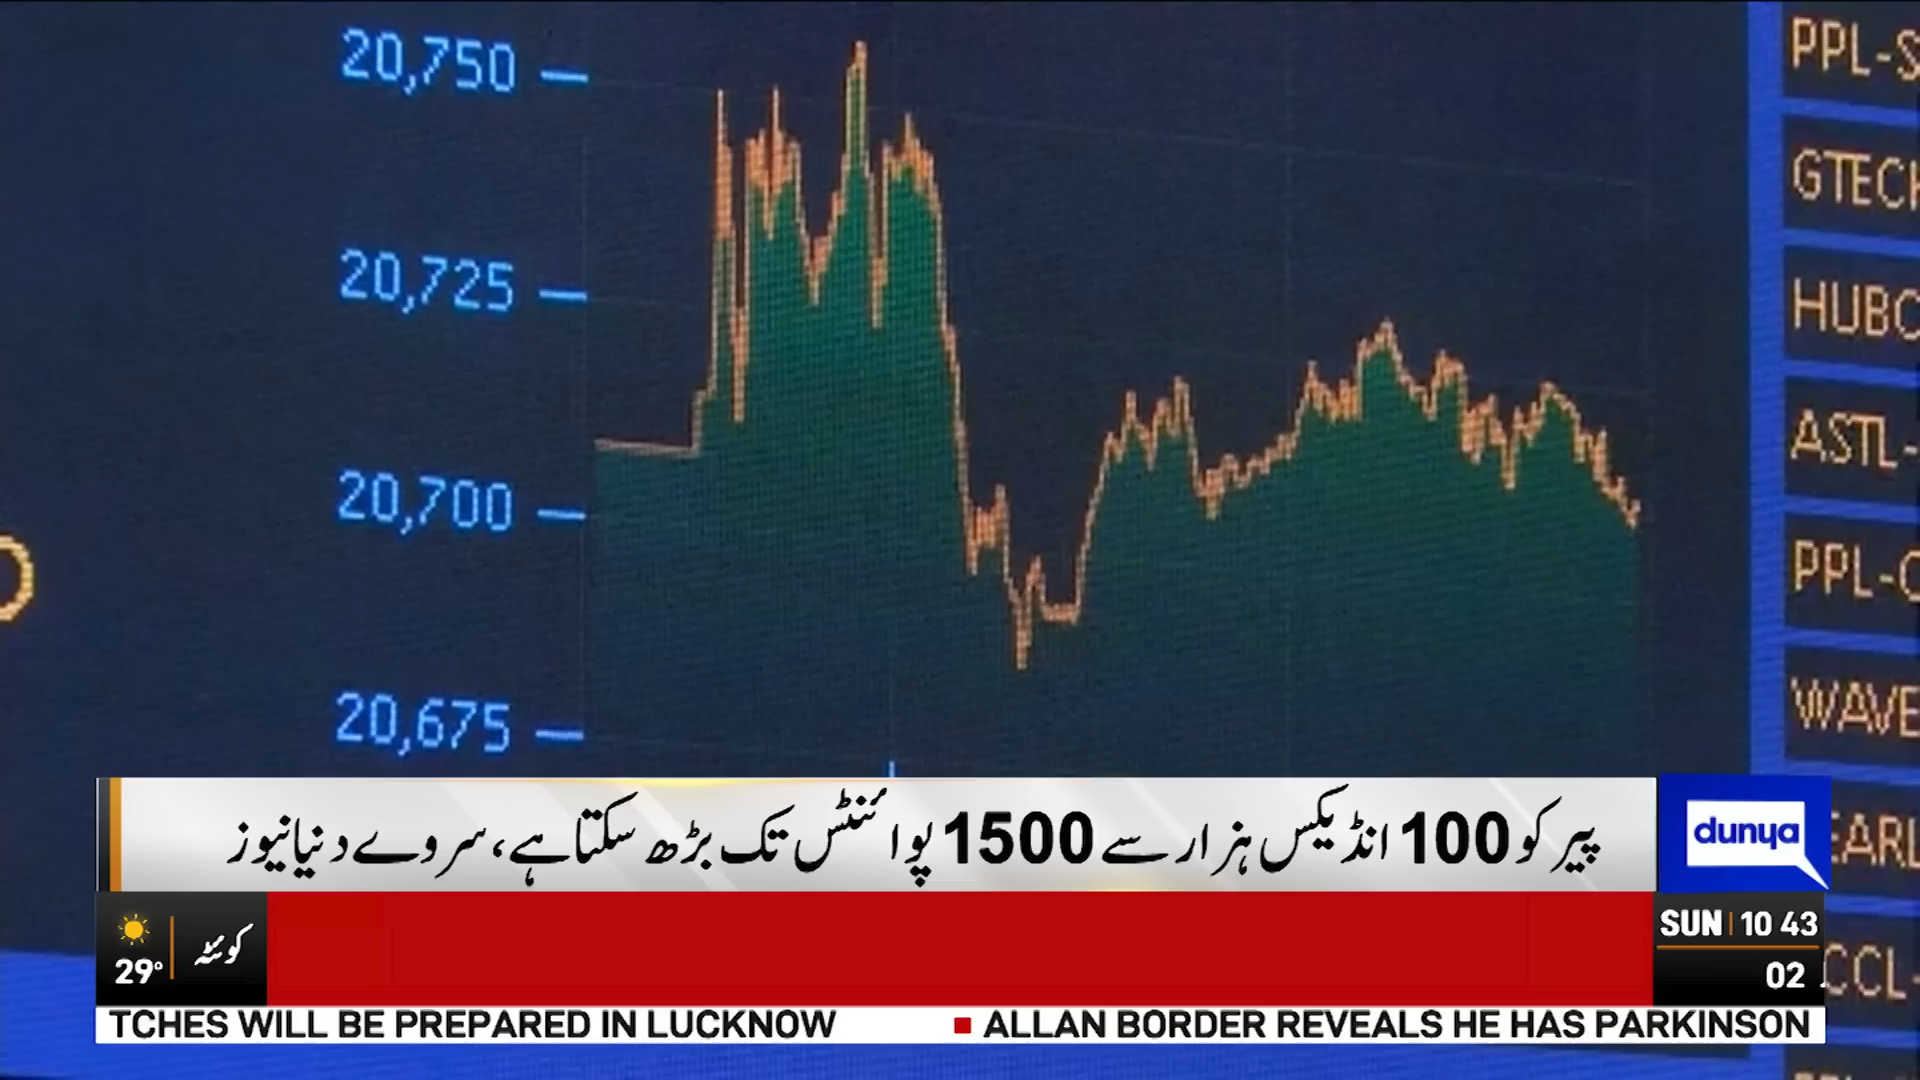 20,750
20,725
20,700
20,675
PPL-
GTECH
HUBC
ASTL-
PPL-
WAVE
EARL
CCL-
پیر کو 100 انڈیکس ہزار سے 1500 پوائنٹس تک بڑھ سکتا ہے، سروے دنیا نیوز
dunya
کوئٹہ
29°
SUN 10 43
02
TCHES WILL BE PREPARED IN LUCKNOW
ALLAN BORDER REVEALS HE HAS PARKINSON